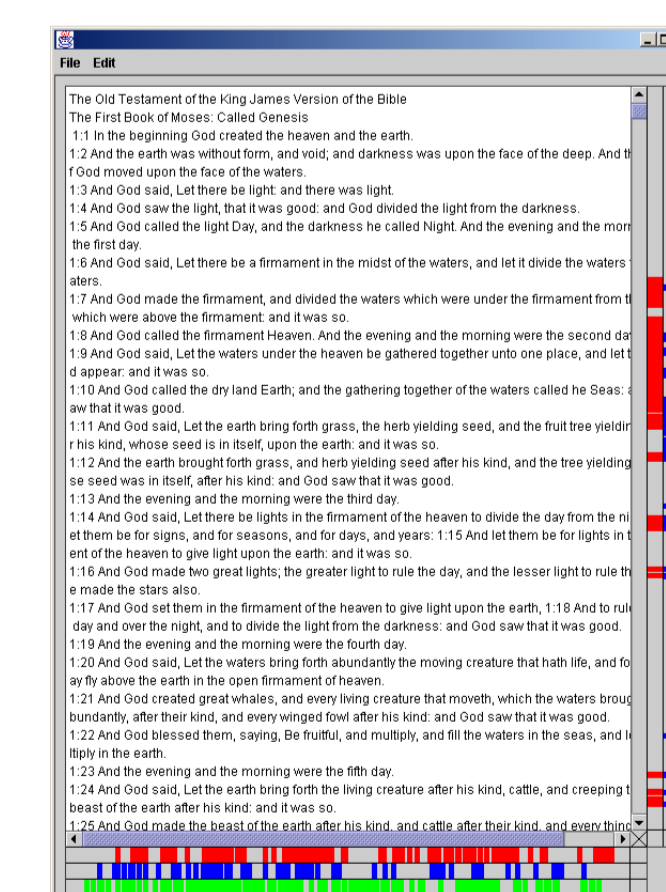 File Edit
The Old Testament of the King James Version of the Bible
The First Book of Moses: Called Genesis
1:1 In the beginning God created the heaven and the earth.
1:2 And the earth was without form, and void; and darkness was upon the face of the deep. And
f God moved upon the face of the waters.
1:3 And God said, Let there be light: and there was light.
1:4 And God saw the light, that it was good: and God divided the light from the darkness.
1:5 And God called the light Day, and the darkness he called Night. And the evening and the
the first day.
1:6 And God said, Let there be a firmament in the midst of the waters, and let it divide the waters
aters.
1:7 And God made the firmament, and divided the waters which were under the firmament from
which were above the firmament: and it was so.
1:8 And God called the firmament Heaven. And the evening and the morning were the second
1:9 And God said, Let the waters under the heaven be gathered together unto one place, and let
d appear: and it was so.
1:10 And God called the dry land Earth; and the gathering together of the waters called he Seas:
aw that it was good.
1:11 And God said, Let the earth bring forth grass, the herb yielding seed, and the fruit tree
r his kind, whose seed is in itself, upon the earth: and it was so.
1:12 And the earth brought forth grass, and herb yielding seed after his kind, and the tree yielding
se seed was in itself, after his kind: and God saw that it was good.
1:13 And the evening and the morning were the third day.
1:14 And God said, Let there be lights in the firmament of the heaven to divide the day from the ni
et them be for signs, and for seasons, and for days, and years: 1:15 And let them be for lights in
ent of the heaven to give light upon the earth: and it was so.
1:16 And God made two great lights; the greater light to rule the day, and the lesser light to rule th
e made the stars also.
1:17 And God set them in the firmament of the heaven to give light upon the earth, 1:18 And to
day and over the night, and to divide the light from the darkness: and God saw that it was good.
1:19 And the evening and the morning were the fourth day.
1:20 And God said, Let the waters bring forth abundantly the moving creature that hath life, and fo
ay fly above the earth in the open firmament of heaven.
1:21 And God created great whales, and every living creature that moveth, which the waters
bundantly, after their kind, and every winged fowl after his kind: and God saw that it was good.
1:22 And God blessed them, saying, Be fruitful, and multiply, and fill the waters in the seas, and
ltiply in the earth.
1:23 And the evening and the morning were the fifth day.
1:24 And God said, Let the earth bring forth the living creature after his kind, cattle, and creeping
beast of the earth after his kind: and it was so.
1:25 And God made the beast of the earth after his kind, and cattle after their kind, and every